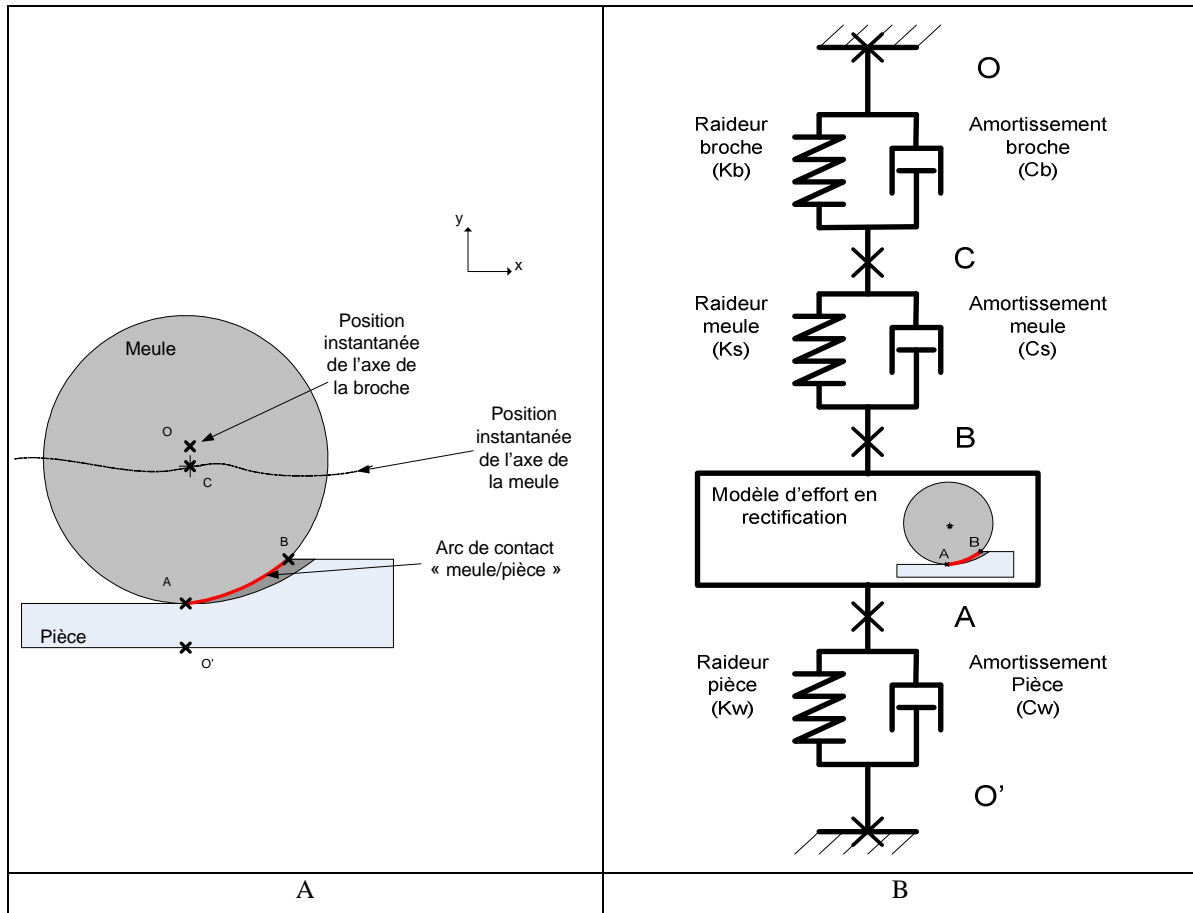 y
x
Position
instantanée
de l'axe de
la broche
Meule
Position
instantanée
de l'axe de
la meule
O
C
B
Arc de contact
« meule/pièce »
A
Pièce
O'
A
O
Raideur
broche
(Kb)
Amortissement
broche
(Cb)
C
Raideur
meule
(Ks)
Amortissement
meule
(Cs)
B
Modèle d'effort en
rectification
A
B
A
Raideur
pièce
(Kw)
Amortissement
Pièce
(Cw)
O'
B